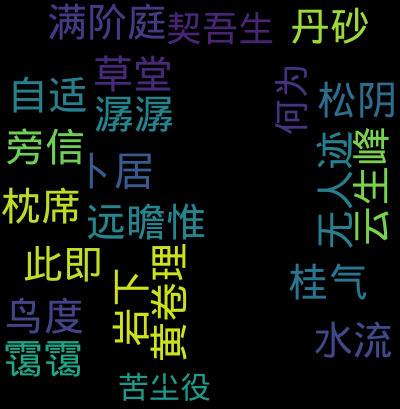 满阶庭
契吾生
丹砂
草堂
自适
潺潺
何为
松阴
旁信
卜居
无人迹
云生峰
枕席
远瞻惟
此即
岩下
黄卷理
桂气
鸟度
水流
霭霭
苦尘役